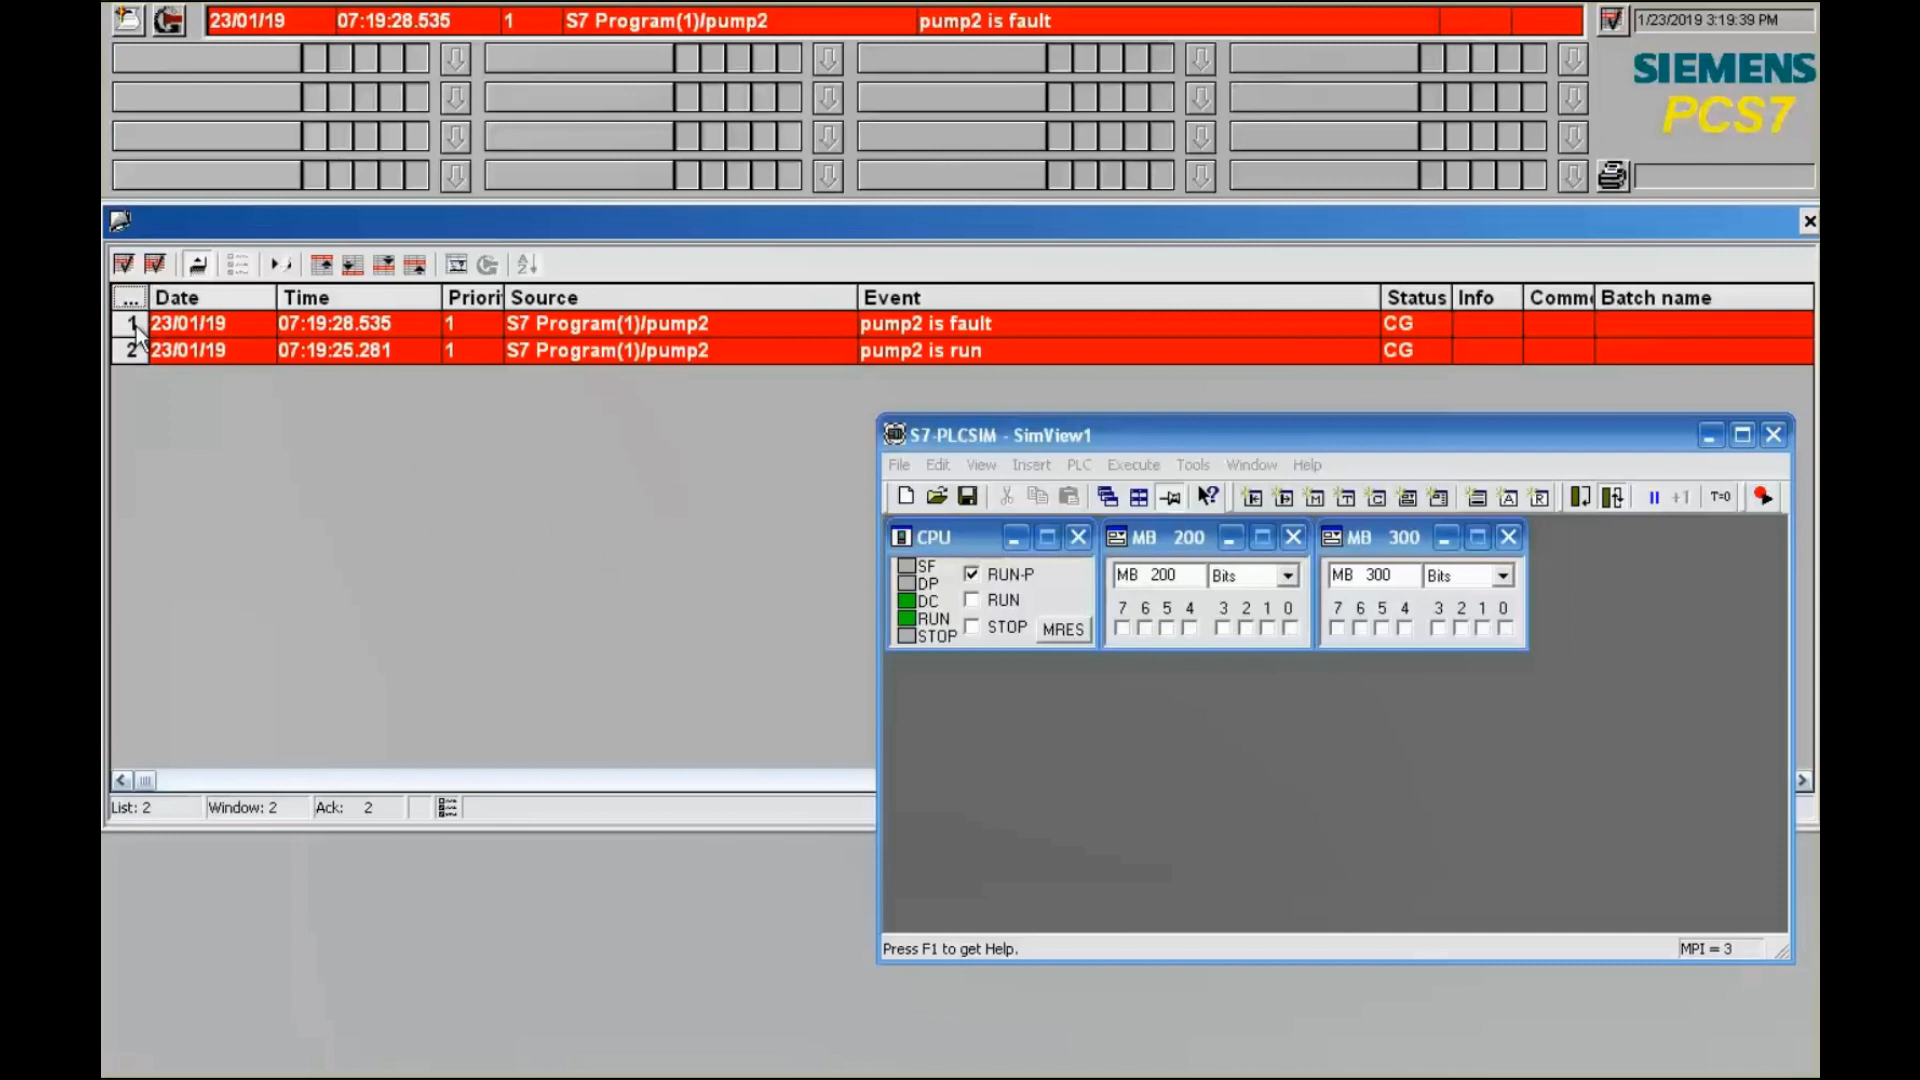 23/01/19 07:19:28.535 1 S7 Program(1)/pump2 pump2 is fault
1/23/2019 3:19:39 PM
SIEMENS
PCS7
... Date Time Priori Source Event Status Info Comme Batch name
1 23/01/19 07:19:28.535 1 S7 Program(1)/pump2 pump2 is fault CG
2 23/01/19 07:19:25.281 1 S7 Program(1)/pump2 pump2 is run CG
S7-PLCSIM - SimView1
File Edit View Insert PLC Execute Tools Window Help
+1 T=0
CPU
SF
DP
DC
RUN
STOP
RUN-P
RUN
STOP
MRES
MB 200
MB 200 Bits
7 6 5 4 3 2 1 0
MB 300
MB 300 Bits
7 6 5 4 3 2 1 0
Press F1 to get Help. MPI = 3
List: 2 Window: 2 Ack: 2